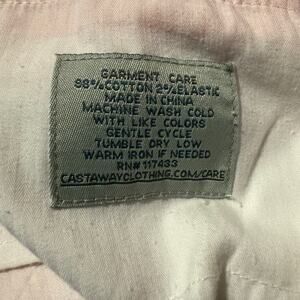 GARMENT CARE
98% COTTON 2% ELASTIC
MADE IN CHINA
MACHINE WASH COLD
WITH LIKE COLORS
GENTLE CYCLE
TUMBLE DRY LOW
WARM IRON IF NEEDED
RN# 117433
CASTAWAYCLOTHING.COM/CARE